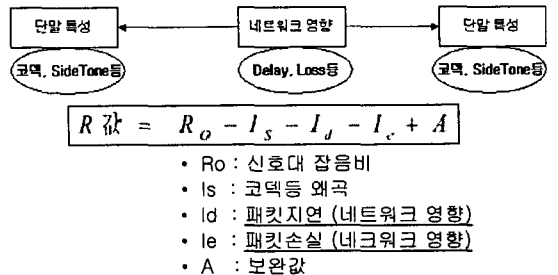 단말 특성 네트워크 영향 단말 특성
코덱, SideTone등 Delay, Loss등 코덱, SideTone등
R 값 = R_o - I_s - I_d - I_e + A
• Ro : 신호대 잡음비
• Is : 코덱등 왜곡
• Id : 패킷지연 (네트워크 영향)
• Ie : 패킷손실 (네크워크 영향)
• A : 보완값